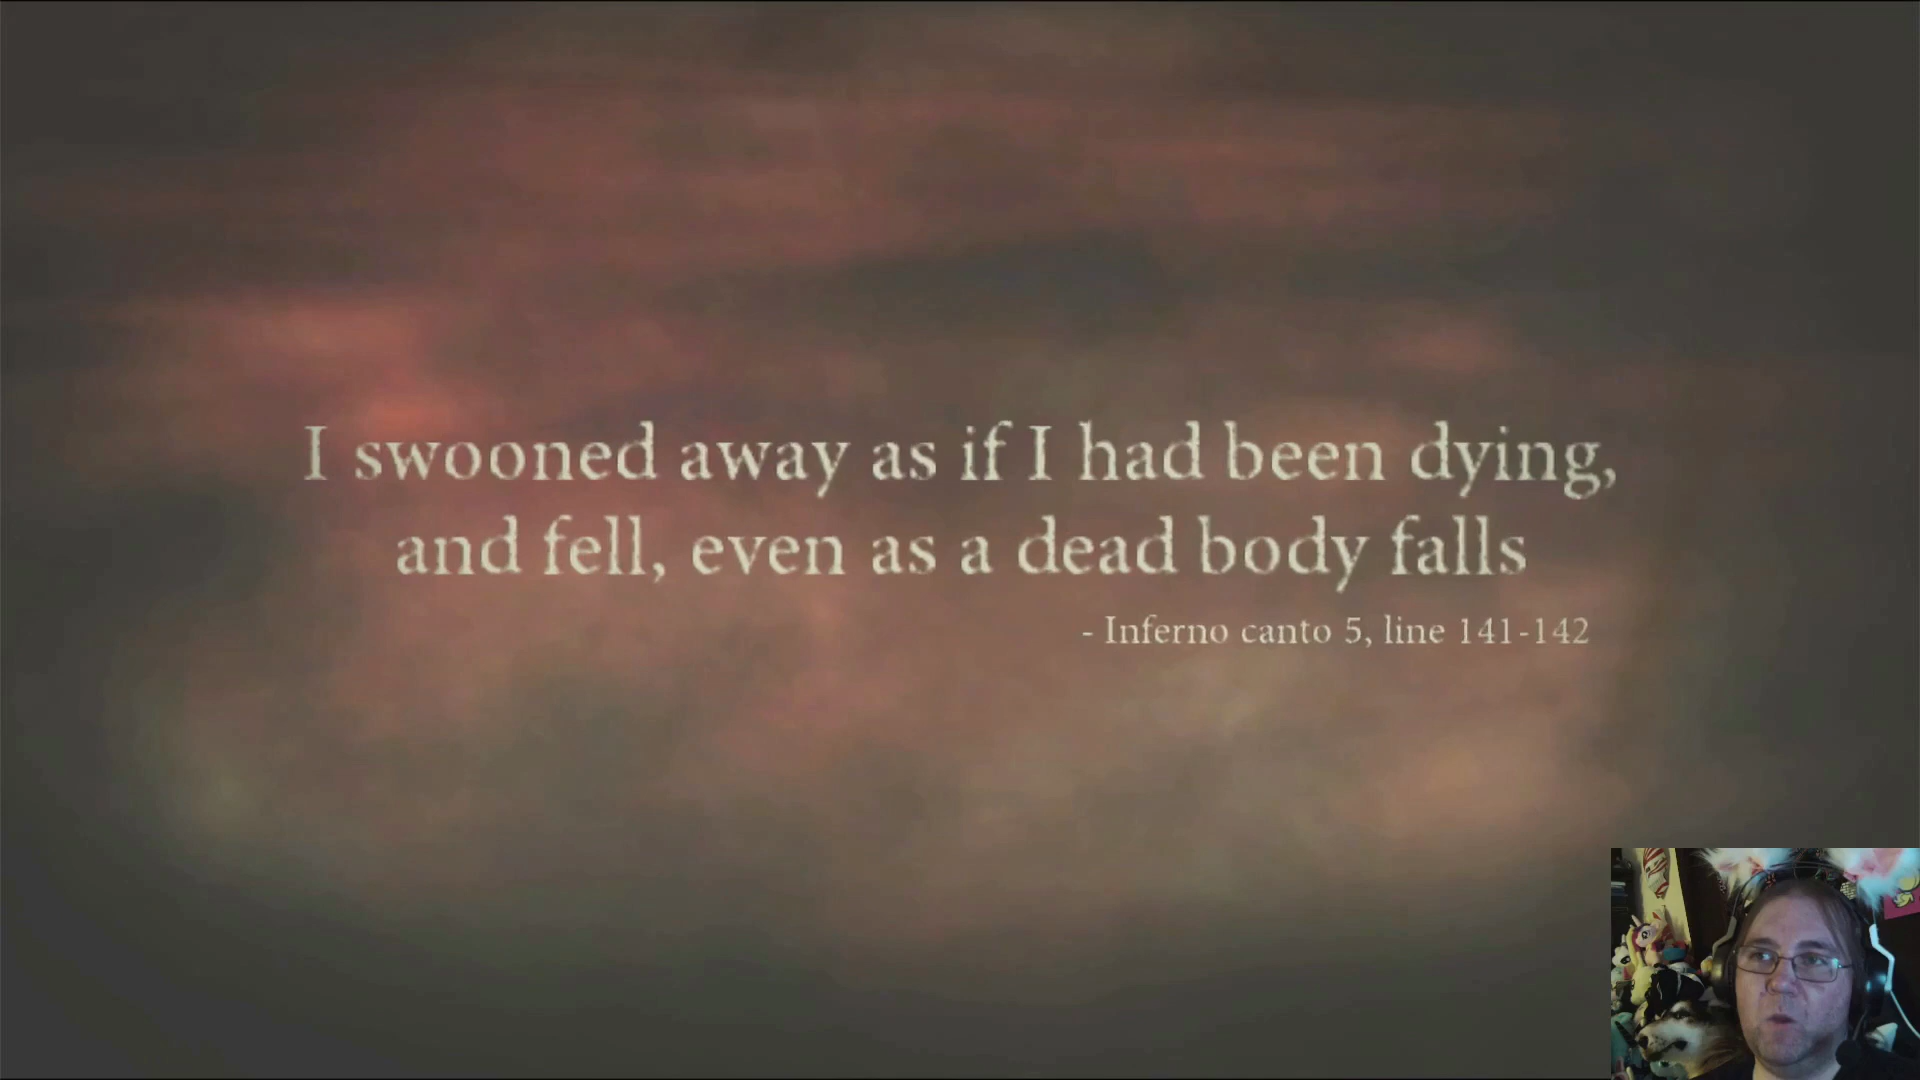 I swooned away as if I had been dying,
and fell, even as a dead body falls
- Inferno canto 5, line 141-142